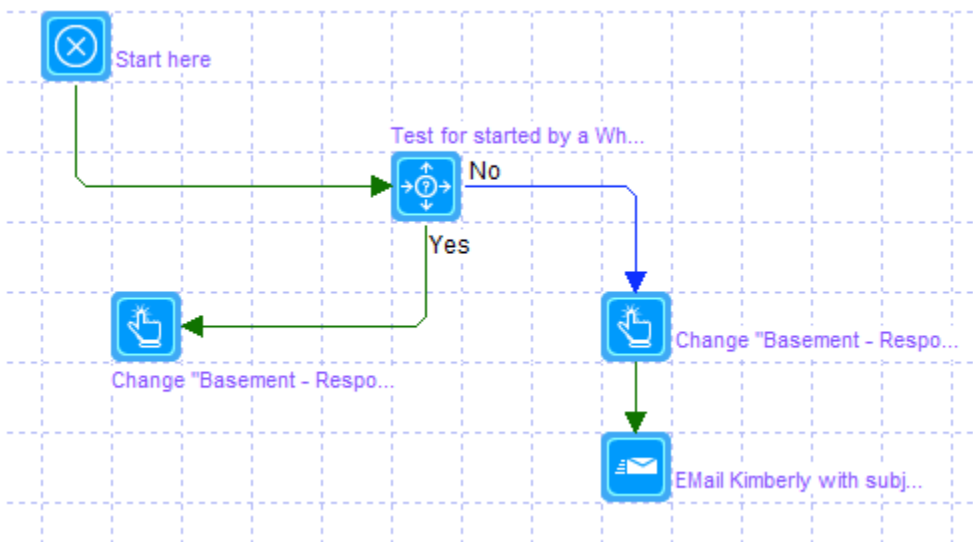 Start here
Test for started by a Wh...
No
Yes
Change "Basement - Respo...
Change "Basement - Respo...
EMail Kimberly with subj...